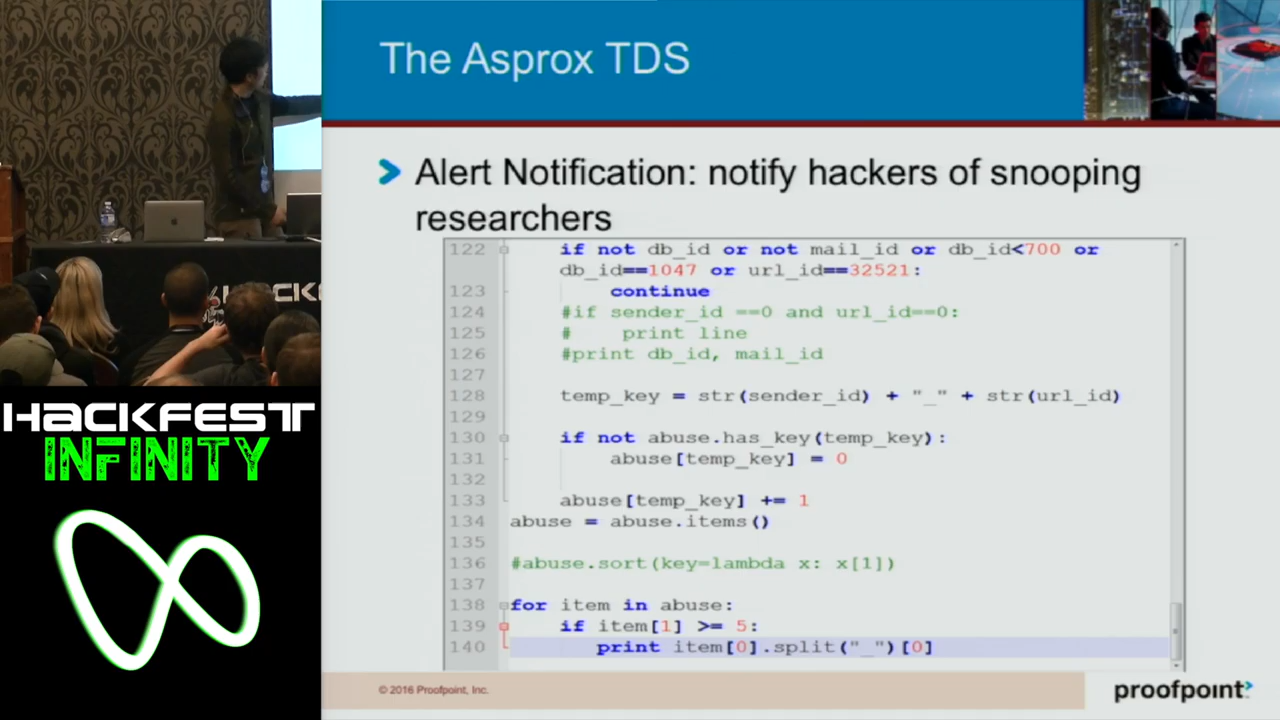 The Asprox TDS
Alert Notification: notify hackers of snooping
researchers
122 if not db_id or not mail_id or db_id<700 or
db_id==1047 or url_id==32521:
123 continue
124 #if sender_id ==0 and url_id==0:
125 # print line
126 #print db_id, mail_id
127
128 temp_key = str(sender_id) + "_" + str(url_id)
129
130 if not abuse.has_key(temp_key):
131 abuse[temp_key] = 0
132
133 abuse[temp_key] += 1
134 abuse = abuse.items()
135
136 #abuse.sort(key=lambda x: x[1])
137
138 for item in abuse:
139 if item[1] >= 5:
140 print item[0].split("_")[0]
© 2016 Proofpoint, Inc.
proofpoint
HACKFEST
INFINITY